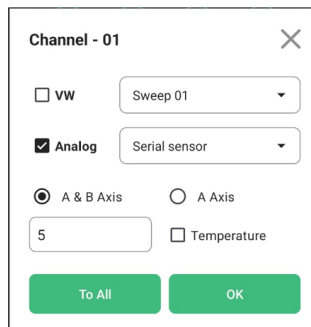 Channel - 01
VW Sweep 01
Analog Serial sensor
A & B Axis A Axis
5 Temperature
To All OK